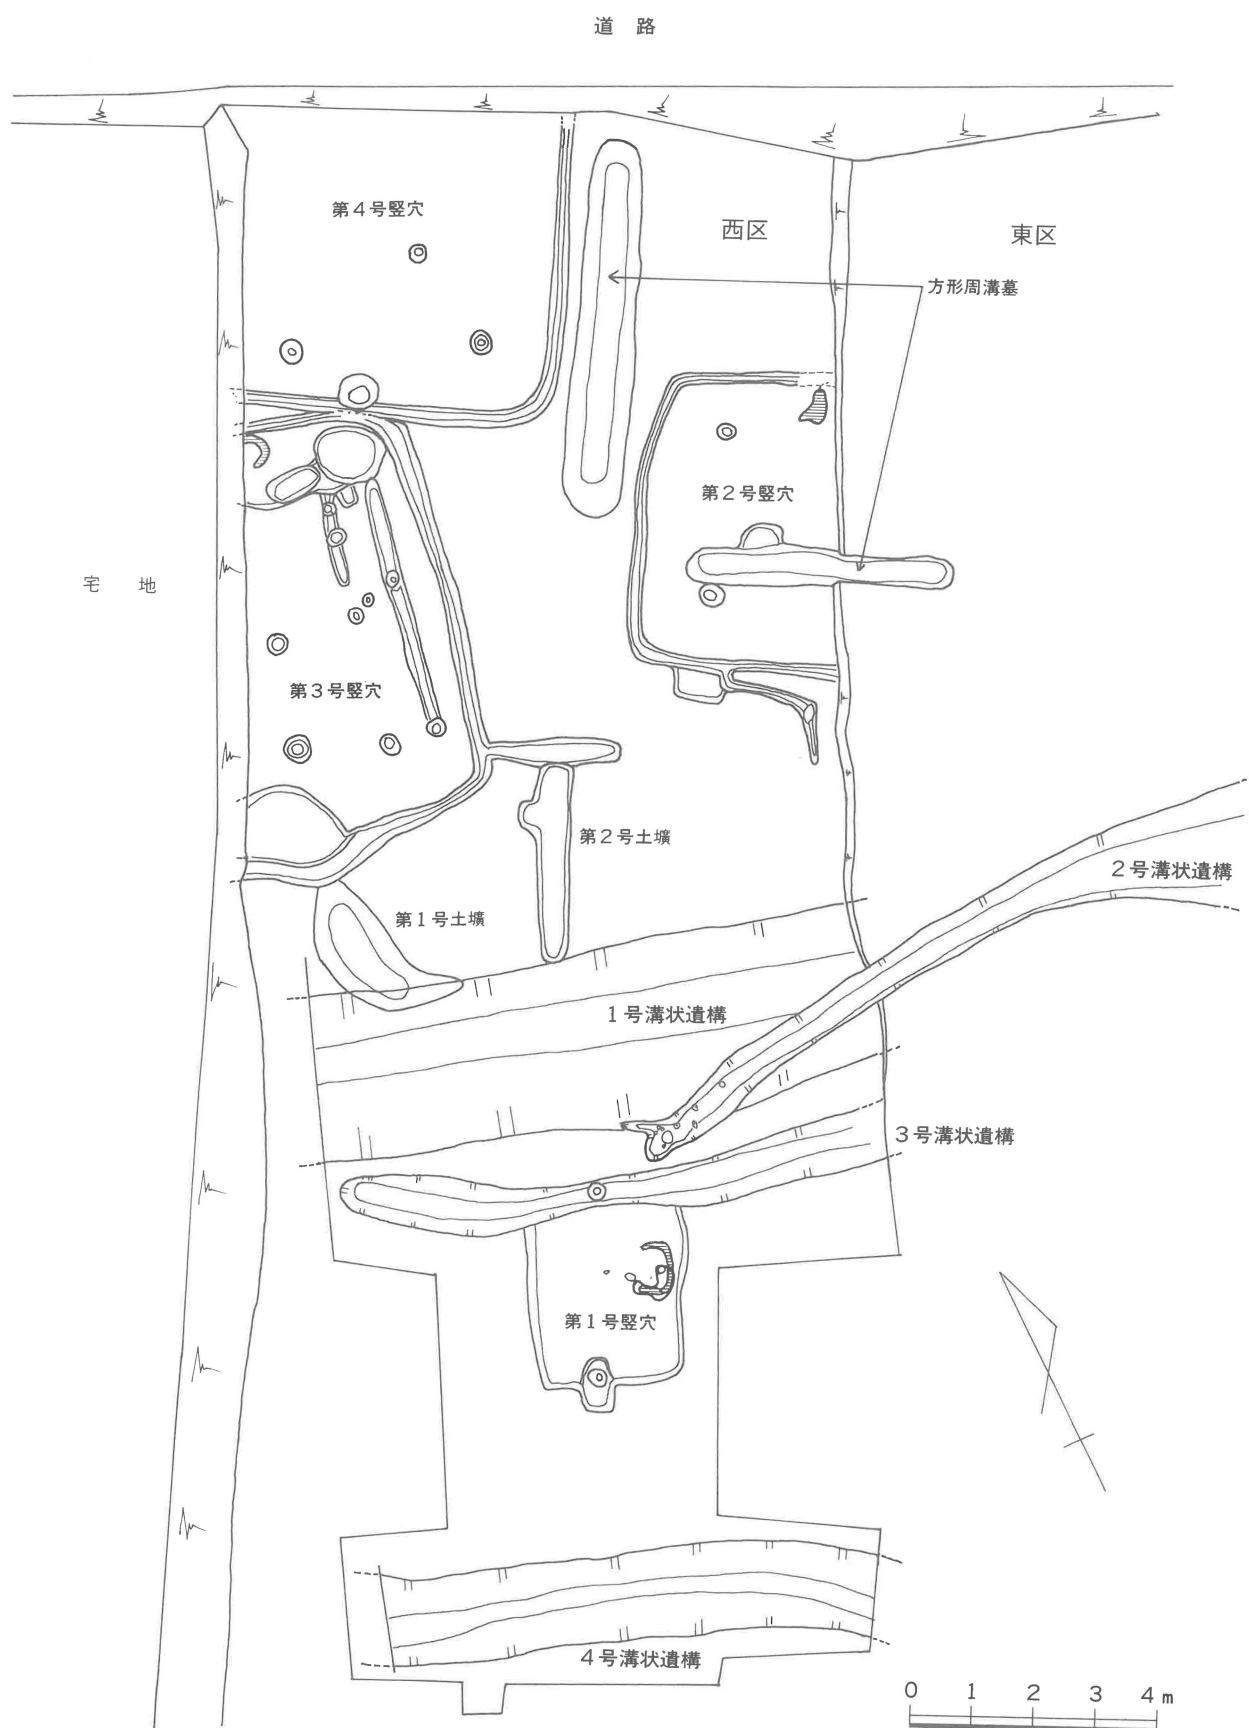 道 路
第4号竪穴
西区
東区
方形周溝墓
第2号竪穴
宅 地
第3号竪穴
第2号土壙
2号溝状遺構
第1号土壙
1号溝状遺構
3号溝状遺構
第1号竪穴
4号溝状遺構
0 1 2 3 4 m